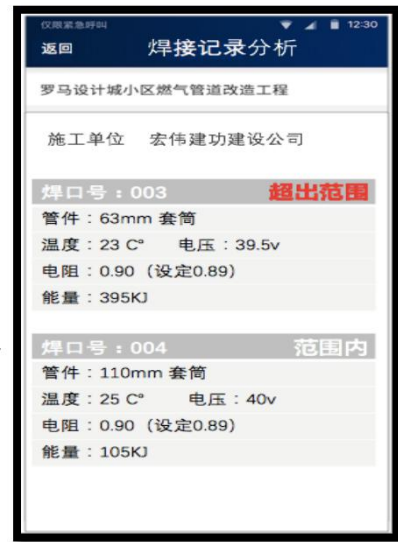 仅限紧急呼叫 12:30
返回 焊接记录分析
罗马设计城小区燃气管道改造工程
施工单位 宏伟建功建设公司
焊口号：003 超出范围
管件：63mm 套筒
温度：23 C° 电压：39.5v
电阻：0.90（设定0.89）
能量：395KJ
焊口号：004 范围内
管件：110mm 套筒
温度：25 C° 电压：40v
电阻：0.90（设定0.89）
能量：105KJ